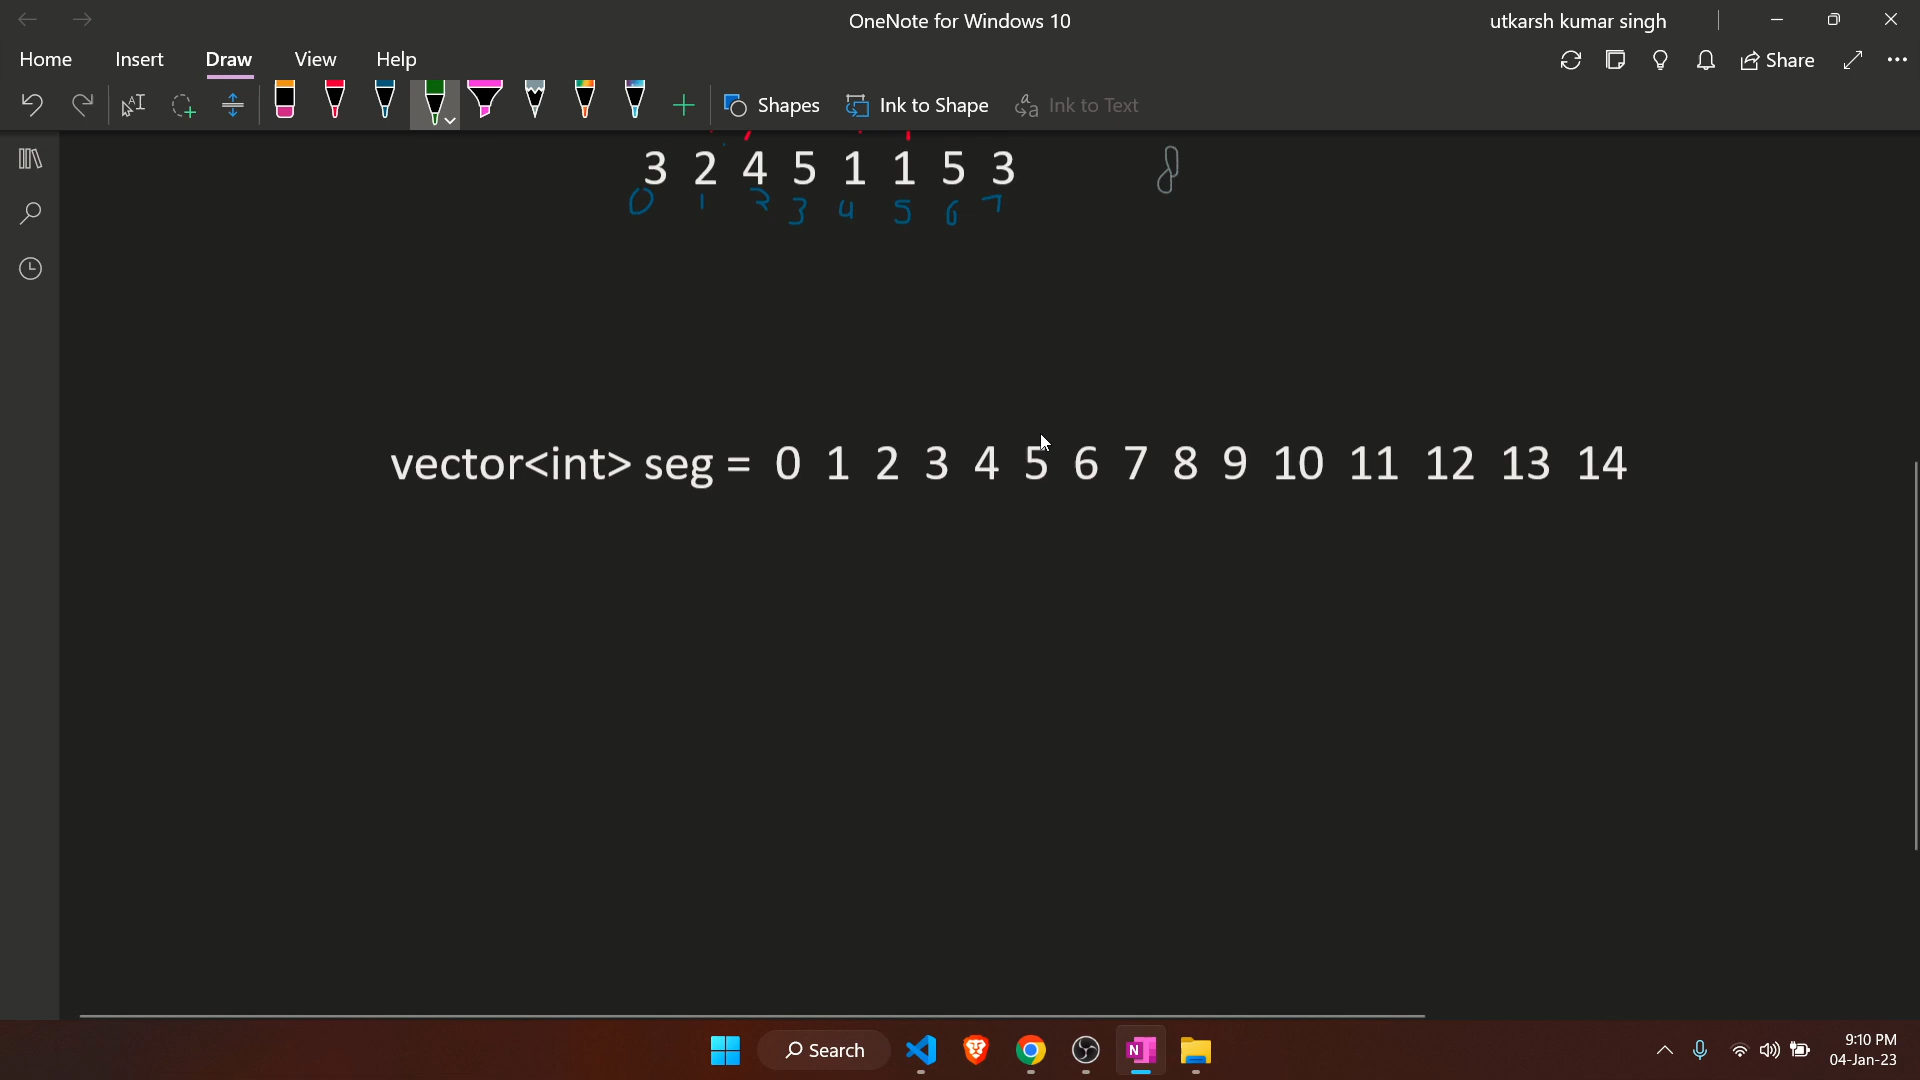 OneNote for Windows 10
utkarsh kumar singh
Home Insert Draw View Help
Share
Shapes Ink to Shape Ink to Text
3 2 4 5 1 1 5 3
8
0 1 2 3 4 5 6 7
vector<int> seg = 0 1 2 3 4 5 6 7 8 9 10 11 12 13 14
Search
9:10 PM
04-Jan-23